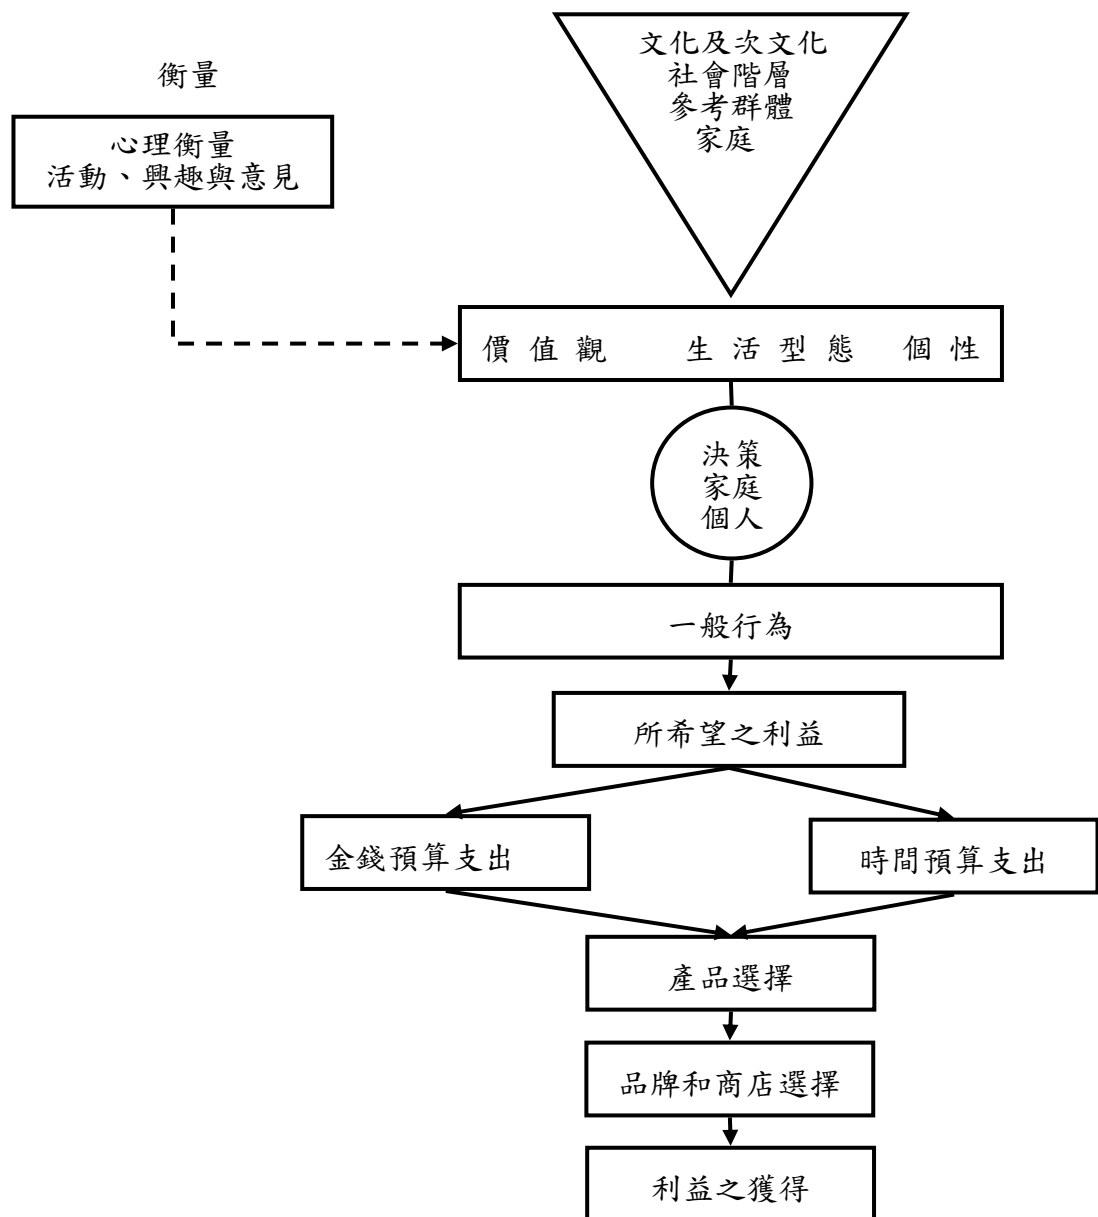 衡量
心理衡量
活動、興趣與意見
文化及次文化
社會階層
參考群體
家庭
價值觀 生活型態 個性
決策
家庭
個人
一般行為
所希望之利益
金錢預算支出
時間預算支出
產品選擇
品牌和商店選擇
利益之獲得